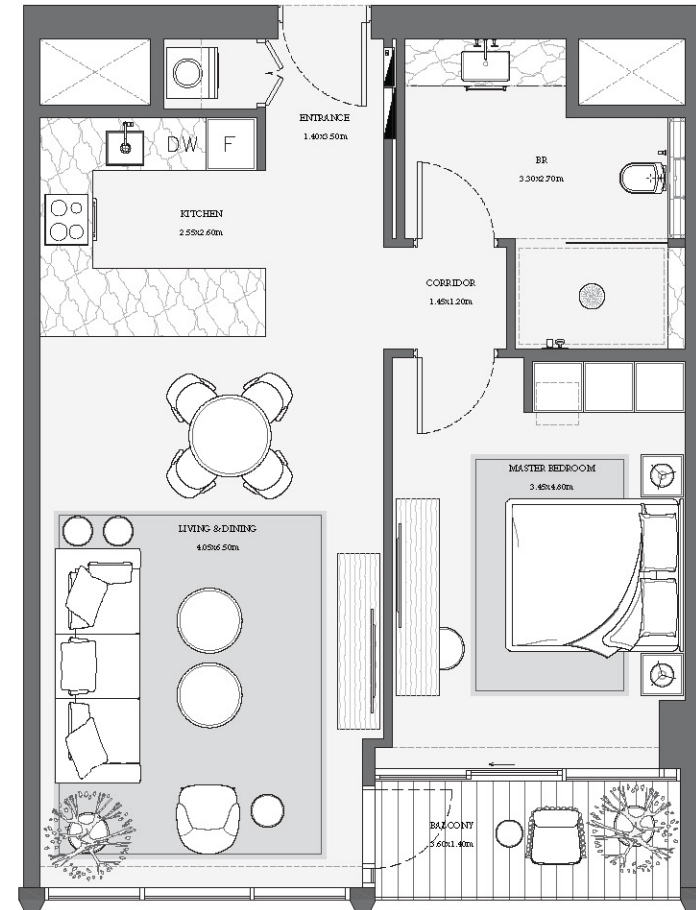 ENTRANCE
1.40x3.50m
DW
F
BR
3.30x2.70m
KITCHEN
2.55x2.60m
CORRIDOR
1.45x1.20m
MASTER BEDROOM
3.45x4.60m
LIVING & DINING
4.05x6.50m
BALCONY
3.60x1.40m